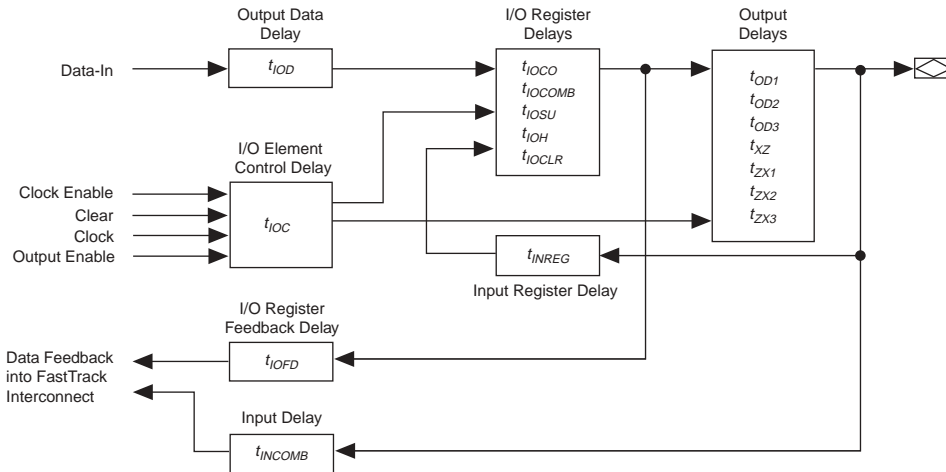 Output Data
Delay
I/O Register
Delays
Output
Delays
Data-In
tIOD
tIOCO
tIOCOMB
tIOSU
tIOH
tIOCLR
tOD1
tOD2
tOD3
tXZ
tZX1
tZX2
tZX3
I/O Element
Control Delay
Clock Enable
Clear
Clock
Output Enable
tIOC
tINREG
Input Register Delay
I/O Register
Feedback Delay
Data Feedback
into FastTrack
Interconnect
tIOFD
Input Delay
tINCOMB